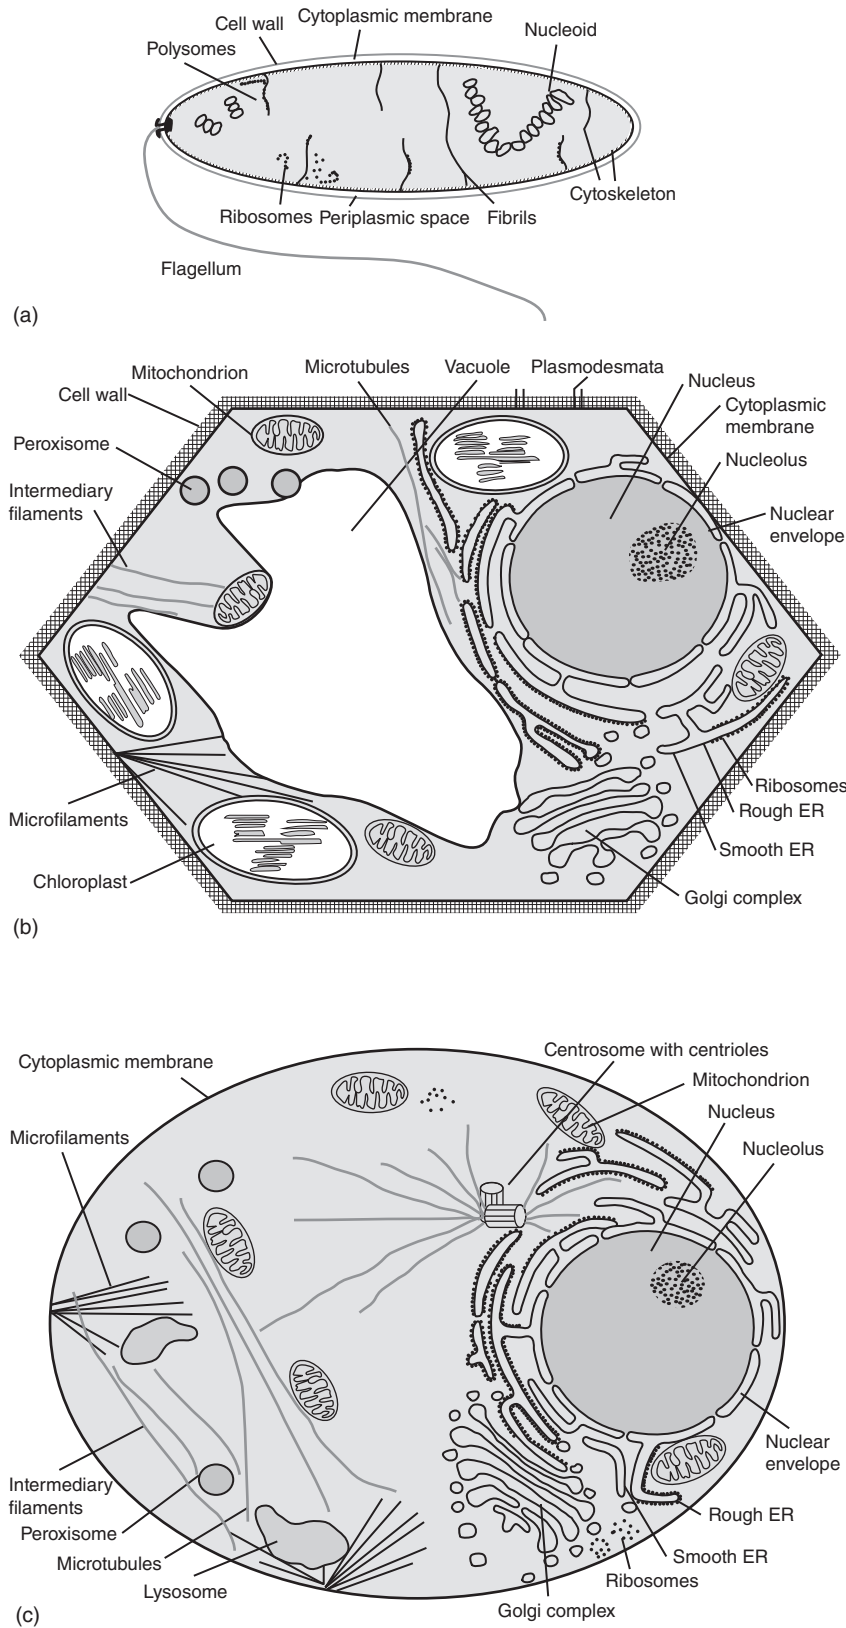 Cell wall
Cytoplasmic membrane
Polysomes
Nucleoid
Cytoskeleton
Ribosomes
Periplasmic space
Fibrils
Flagellum
(a)
Mitochondrion
Microtubules
Vacuole
Plasmodesmata
Nucleus
Cell wall
Cytoplasmic
membrane
Peroxisome
Nucleolus
Intermediary
filaments
Nuclear
envelope
Ribosomes
Rough ER
Microfilaments
Smooth ER
Chloroplast
Golgi complex
(b)
Centrosome with centrioles
Cytoplasmic membrane
Mitochondrion
Nucleus
Microfilaments
Nucleolus
Nuclear
envelope
Intermediary
filaments
Rough ER
Peroxisome
Smooth ER
Microtubules
Ribosomes
Lysosome
Golgi complex
(c)